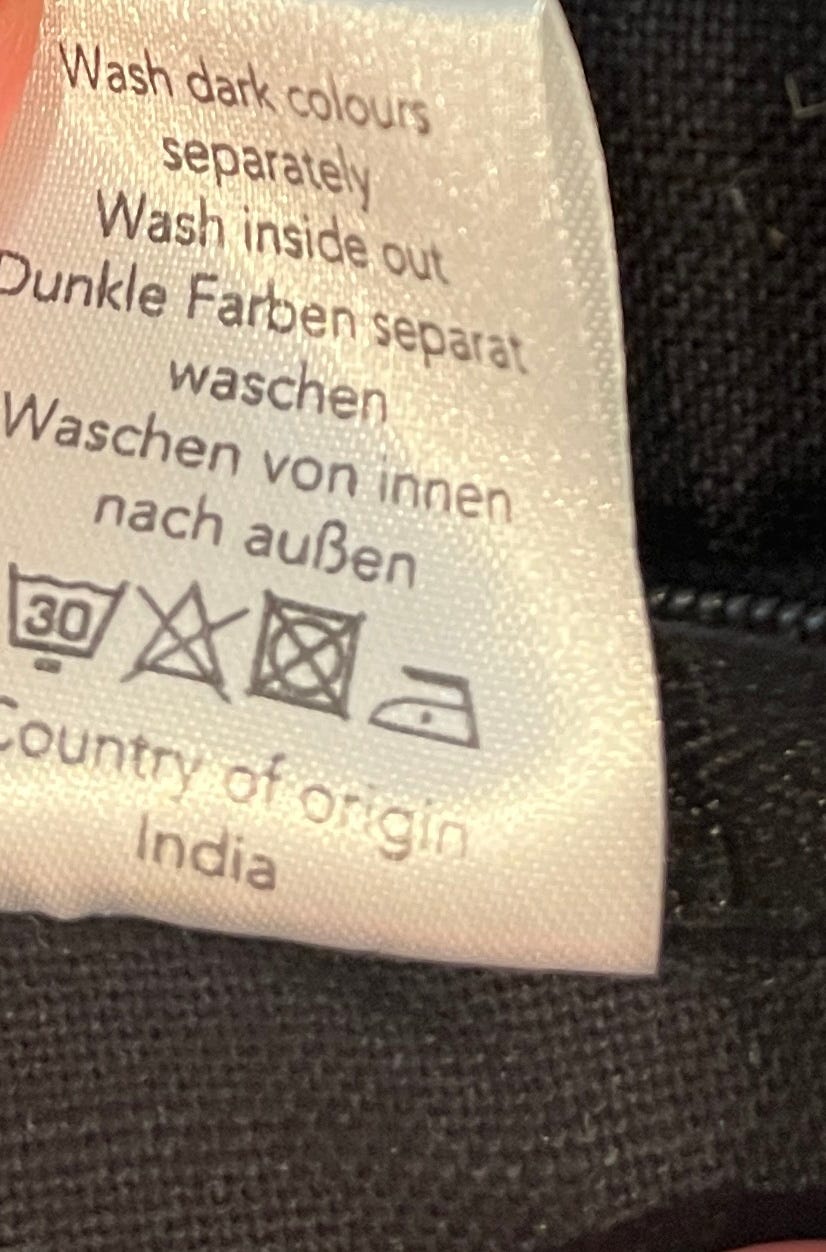 Wash dark colours
separately
Wash inside out
Dunkle Farben separat
waschen
Waschen von innen
nach außen
30
Country of origin
India